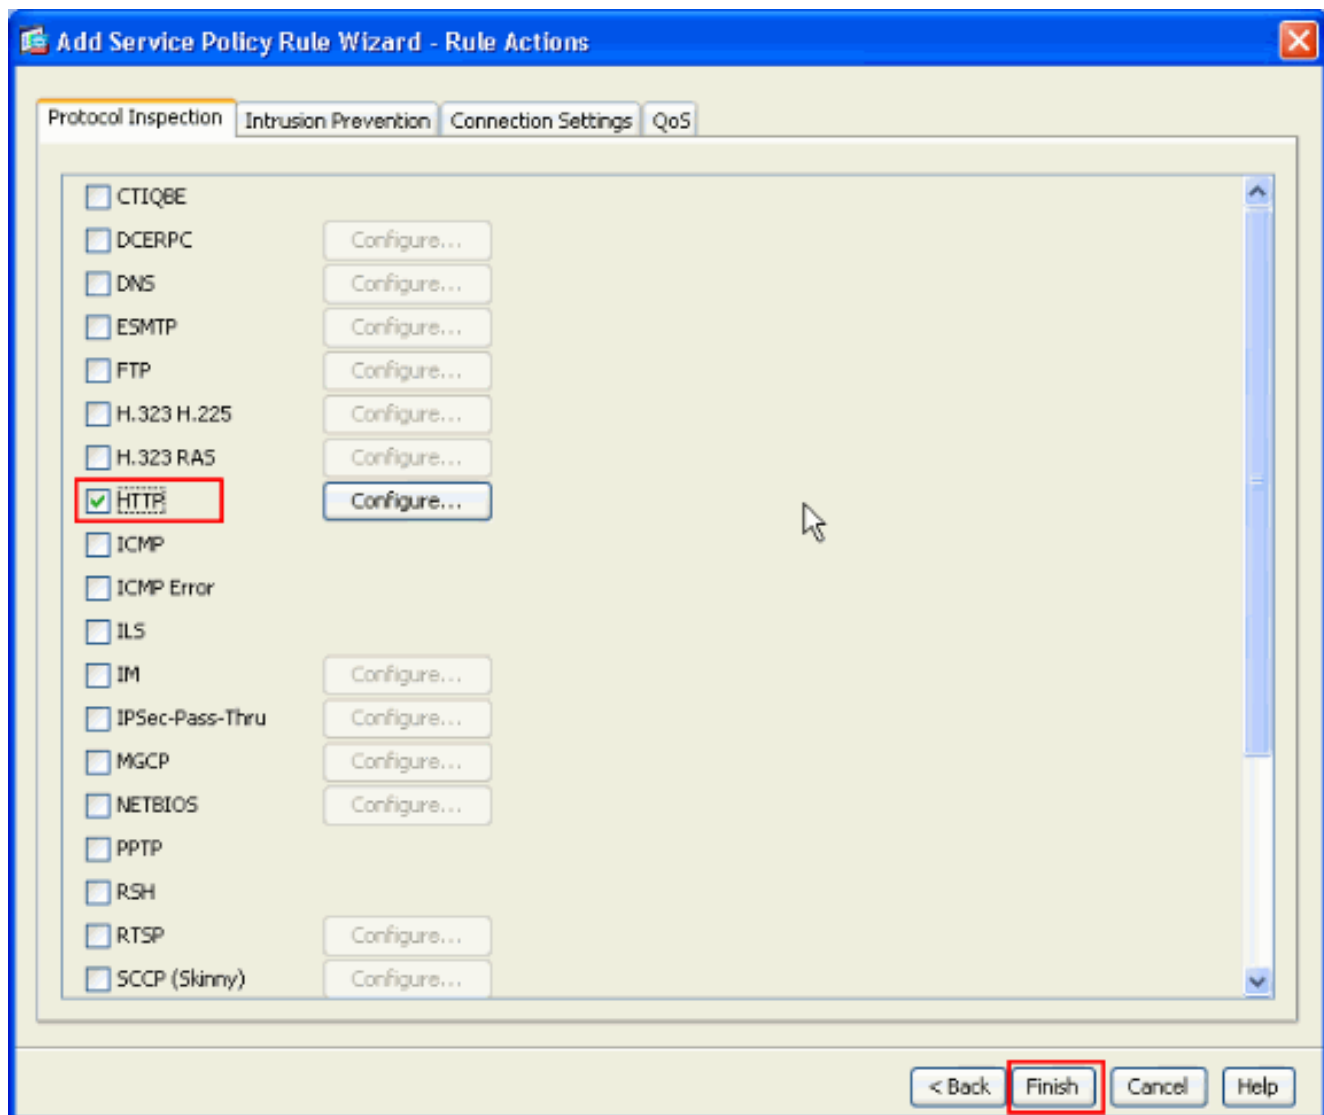 Add Service Policy Rule Wizard - Rule Actions
Protocol Inspection Intrusion Prevention Connection Settings QoS
CTIQBE
DCERPC Configure...
DNS Configure...
ESMTP Configure...
FTP Configure...
H.323 H.225 Configure...
H.323 RAS Configure...
HTTP Configure...
ICMP
ICMP Error
ILS
IM Configure...
IPSec-Pass-Thru Configure...
MGCP Configure...
NETBIOS Configure...
PPTP
RSH
RTSP Configure...
SCCP (Skinny) Configure...
< Back Finish Cancel Help